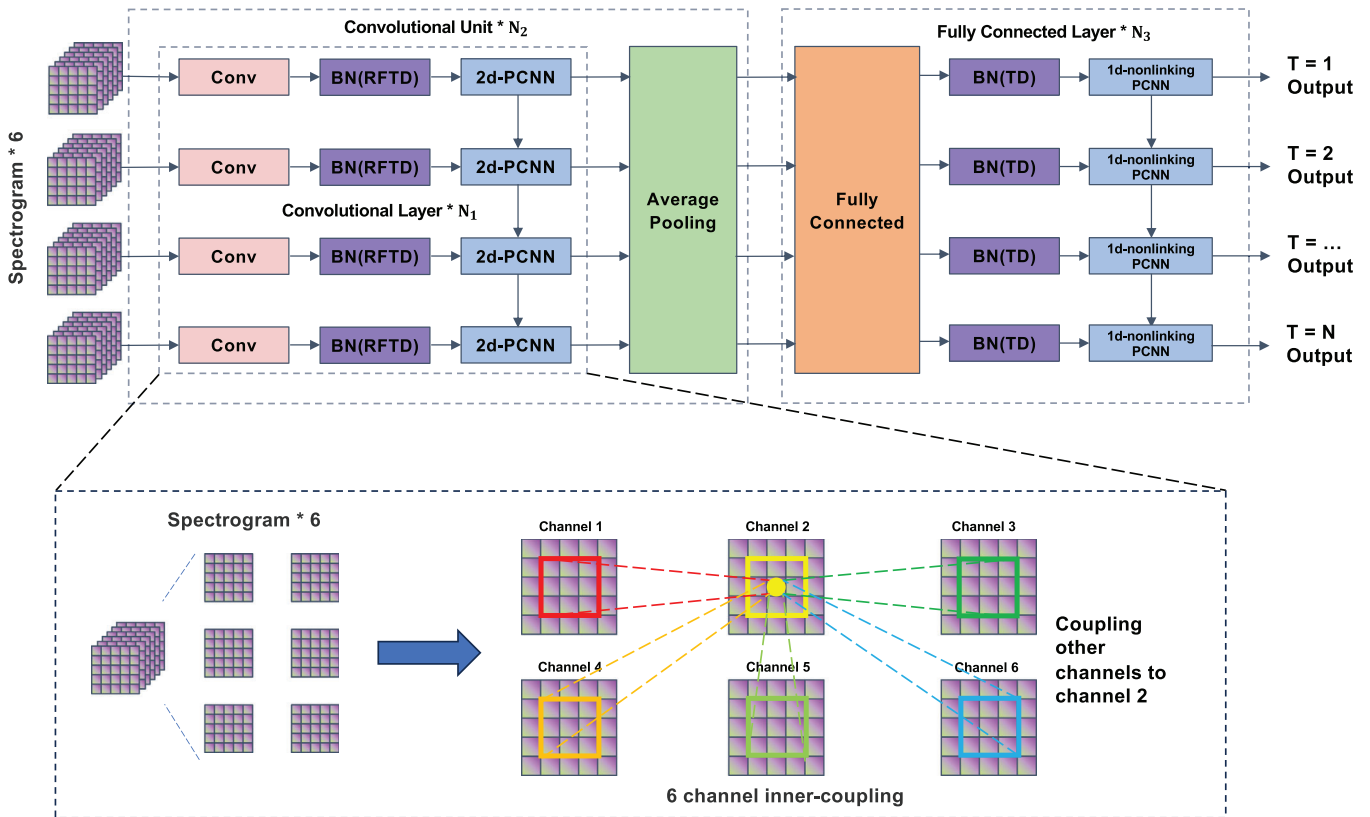 Convolutional Unit * N₂
Fully Connected Layer * N₃
Spectrogram * 6
Conv
BN(RFTD)
2d-PCNN
BN(TD)
1d-nonlinking
PCNN
T = 1
Output
Conv
BN(RFTD)
2d-PCNN
BN(TD)
1d-nonlinking
PCNN
T = 2
Output
Convolutional Layer * N₁
Average
Pooling
Fully
Connected
Conv
BN(RFTD)
2d-PCNN
BN(TD)
1d-nonlinking
PCNN
T = ...
Output
Conv
BN(RFTD)
2d-PCNN
BN(TD)
1d-nonlinking
PCNN
T = N
Output
Spectrogram * 6
Channel 1
Channel 2
Channel 3
Channel 4
Channel 5
Channel 6
Coupling
other
channels to
channel 2
6 channel inner-coupling